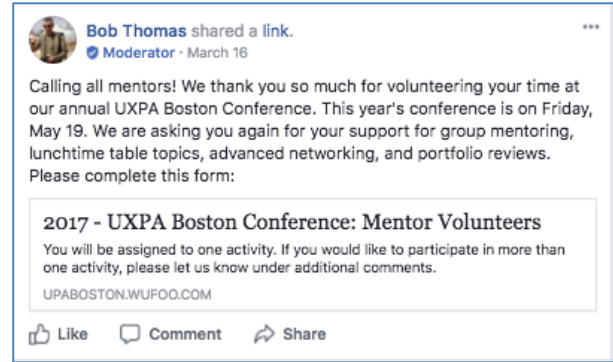 Bob Thomas shared a link.
Moderator · March 16
Calling all mentors! We thank you so much for volunteering your time at
our annual UXPA Boston Conference. This year's conference is on Friday,
May 19. We are asking you again for your support for group mentoring,
lunchtime table topics, advanced networking, and portfolio reviews.
Please complete this form:
2017 - UXPA Boston Conference: Mentor Volunteers
You will be assigned to one activity. If you would like to participate in more than
one activity, please let us know under additional comments.
UPABOSTON.WUFOO.COM
Like Comment Share